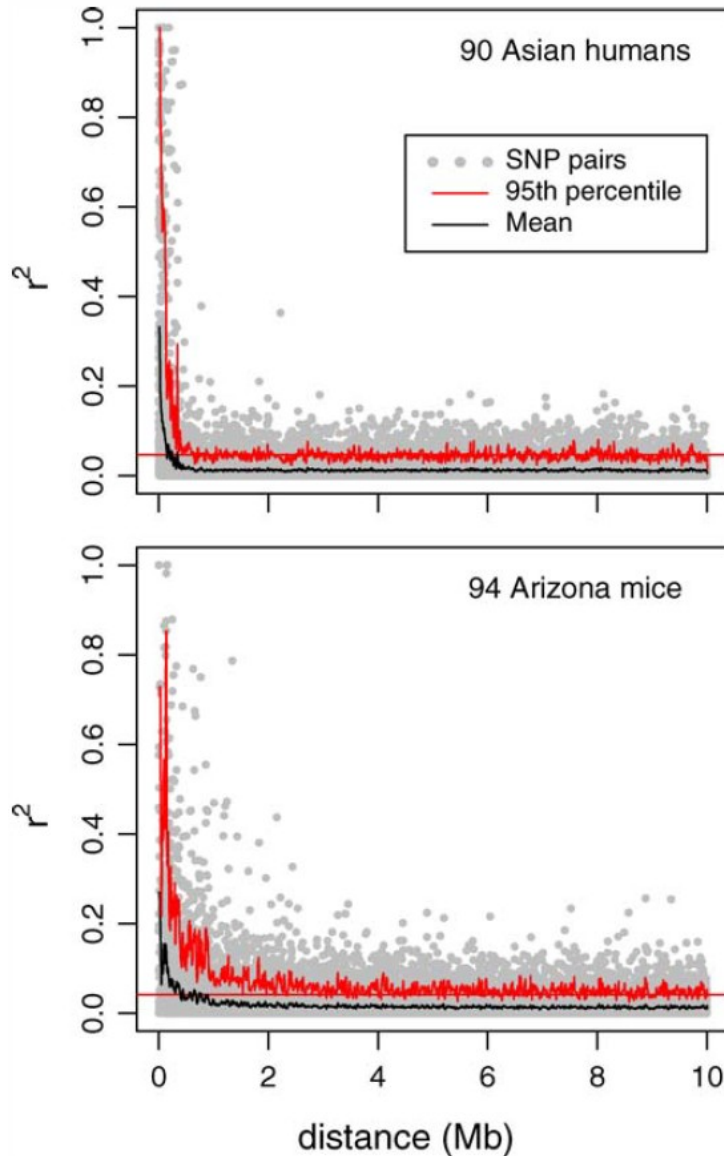 90 Asian humans
SNP pairs
95th percentile
Mean
r²
0.0 0.2 0.4 0.6 0.8 1.0
94 Arizona mice
r²
0.0 0.2 0.4 0.6 0.8 1.0
0 2 4 6 8 10
distance (Mb)